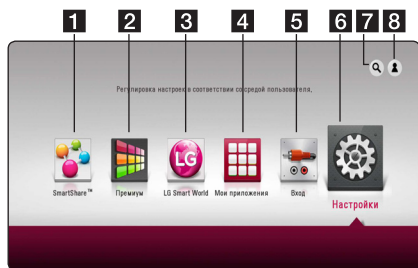 1 2 3 4 5 6 7 8
Регулировка настроек в соответствии со средой пользователя.
LG
SmartShare™ Премиум LG Smart World Мои приложения Вход
Настройки